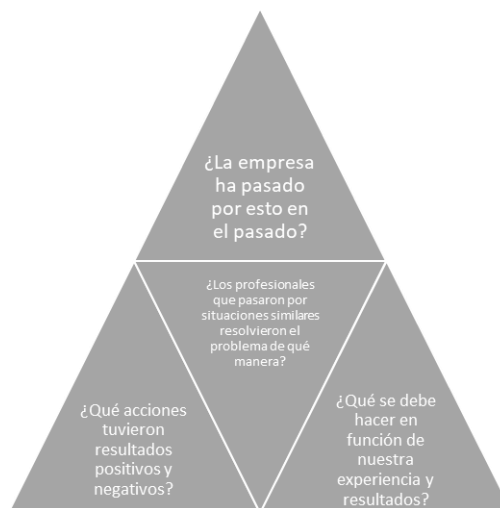 ¿La empresa
ha pasado
por esto en
el pasado?
¿Los profesionales
que pasaron por
situaciones similares
resolvieron el
problema de qué
manera?
¿Qué acciones
tuvieron
resultados
positivos y
negativos?
¿Qué se debe
hacer en
función de
nuestra
experiencia y
resultados?